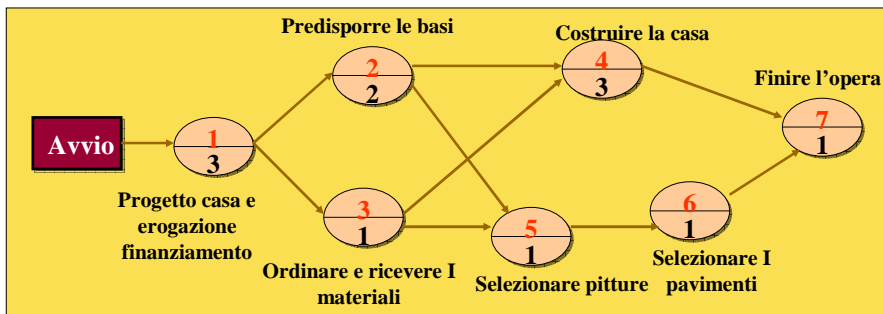 Predisporre le basi
Costruire la casa
Finire l'opera
2
2
4
3
7
1
Avvio
1
3
Progetto casa e
erogazione
finanziamento
3
1
Ordinare e ricevere I
materiali
5
1
Selezionare pitture
6
1
Selezionare I
pavimenti